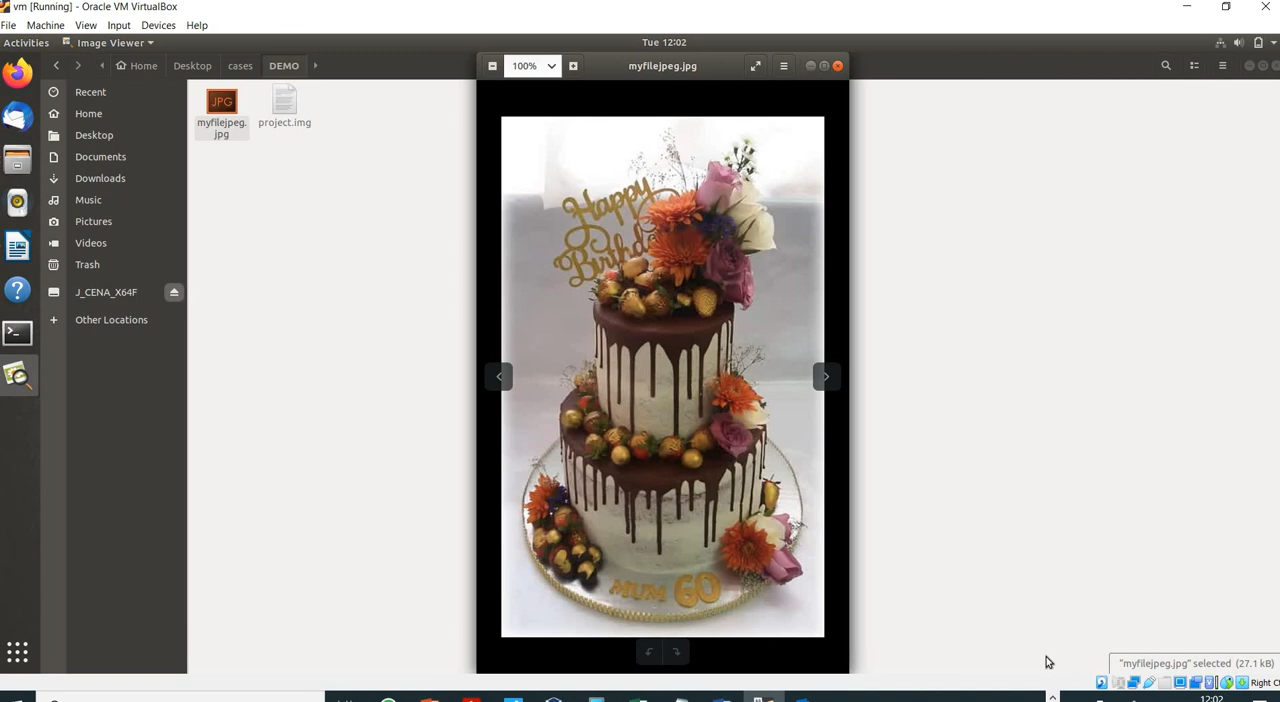 vm [Running] - Oracle VM VirtualBox
File Machine View Input Devices Help
Activities Image Viewer Tue 12:02
Home Desktop cases DEMO
100% myfilejpeg.jpg
Recent
Home
Desktop
Documents
Downloads
Music
Pictures
Videos
Trash
J_CENA_X64F
Other Locations
JPG
myfilejpeg.
jpg
project.img
Happy
Birthd
MUM 60
"myfilejpeg.jpg" selected (27.1 kB)
Right C
12:02